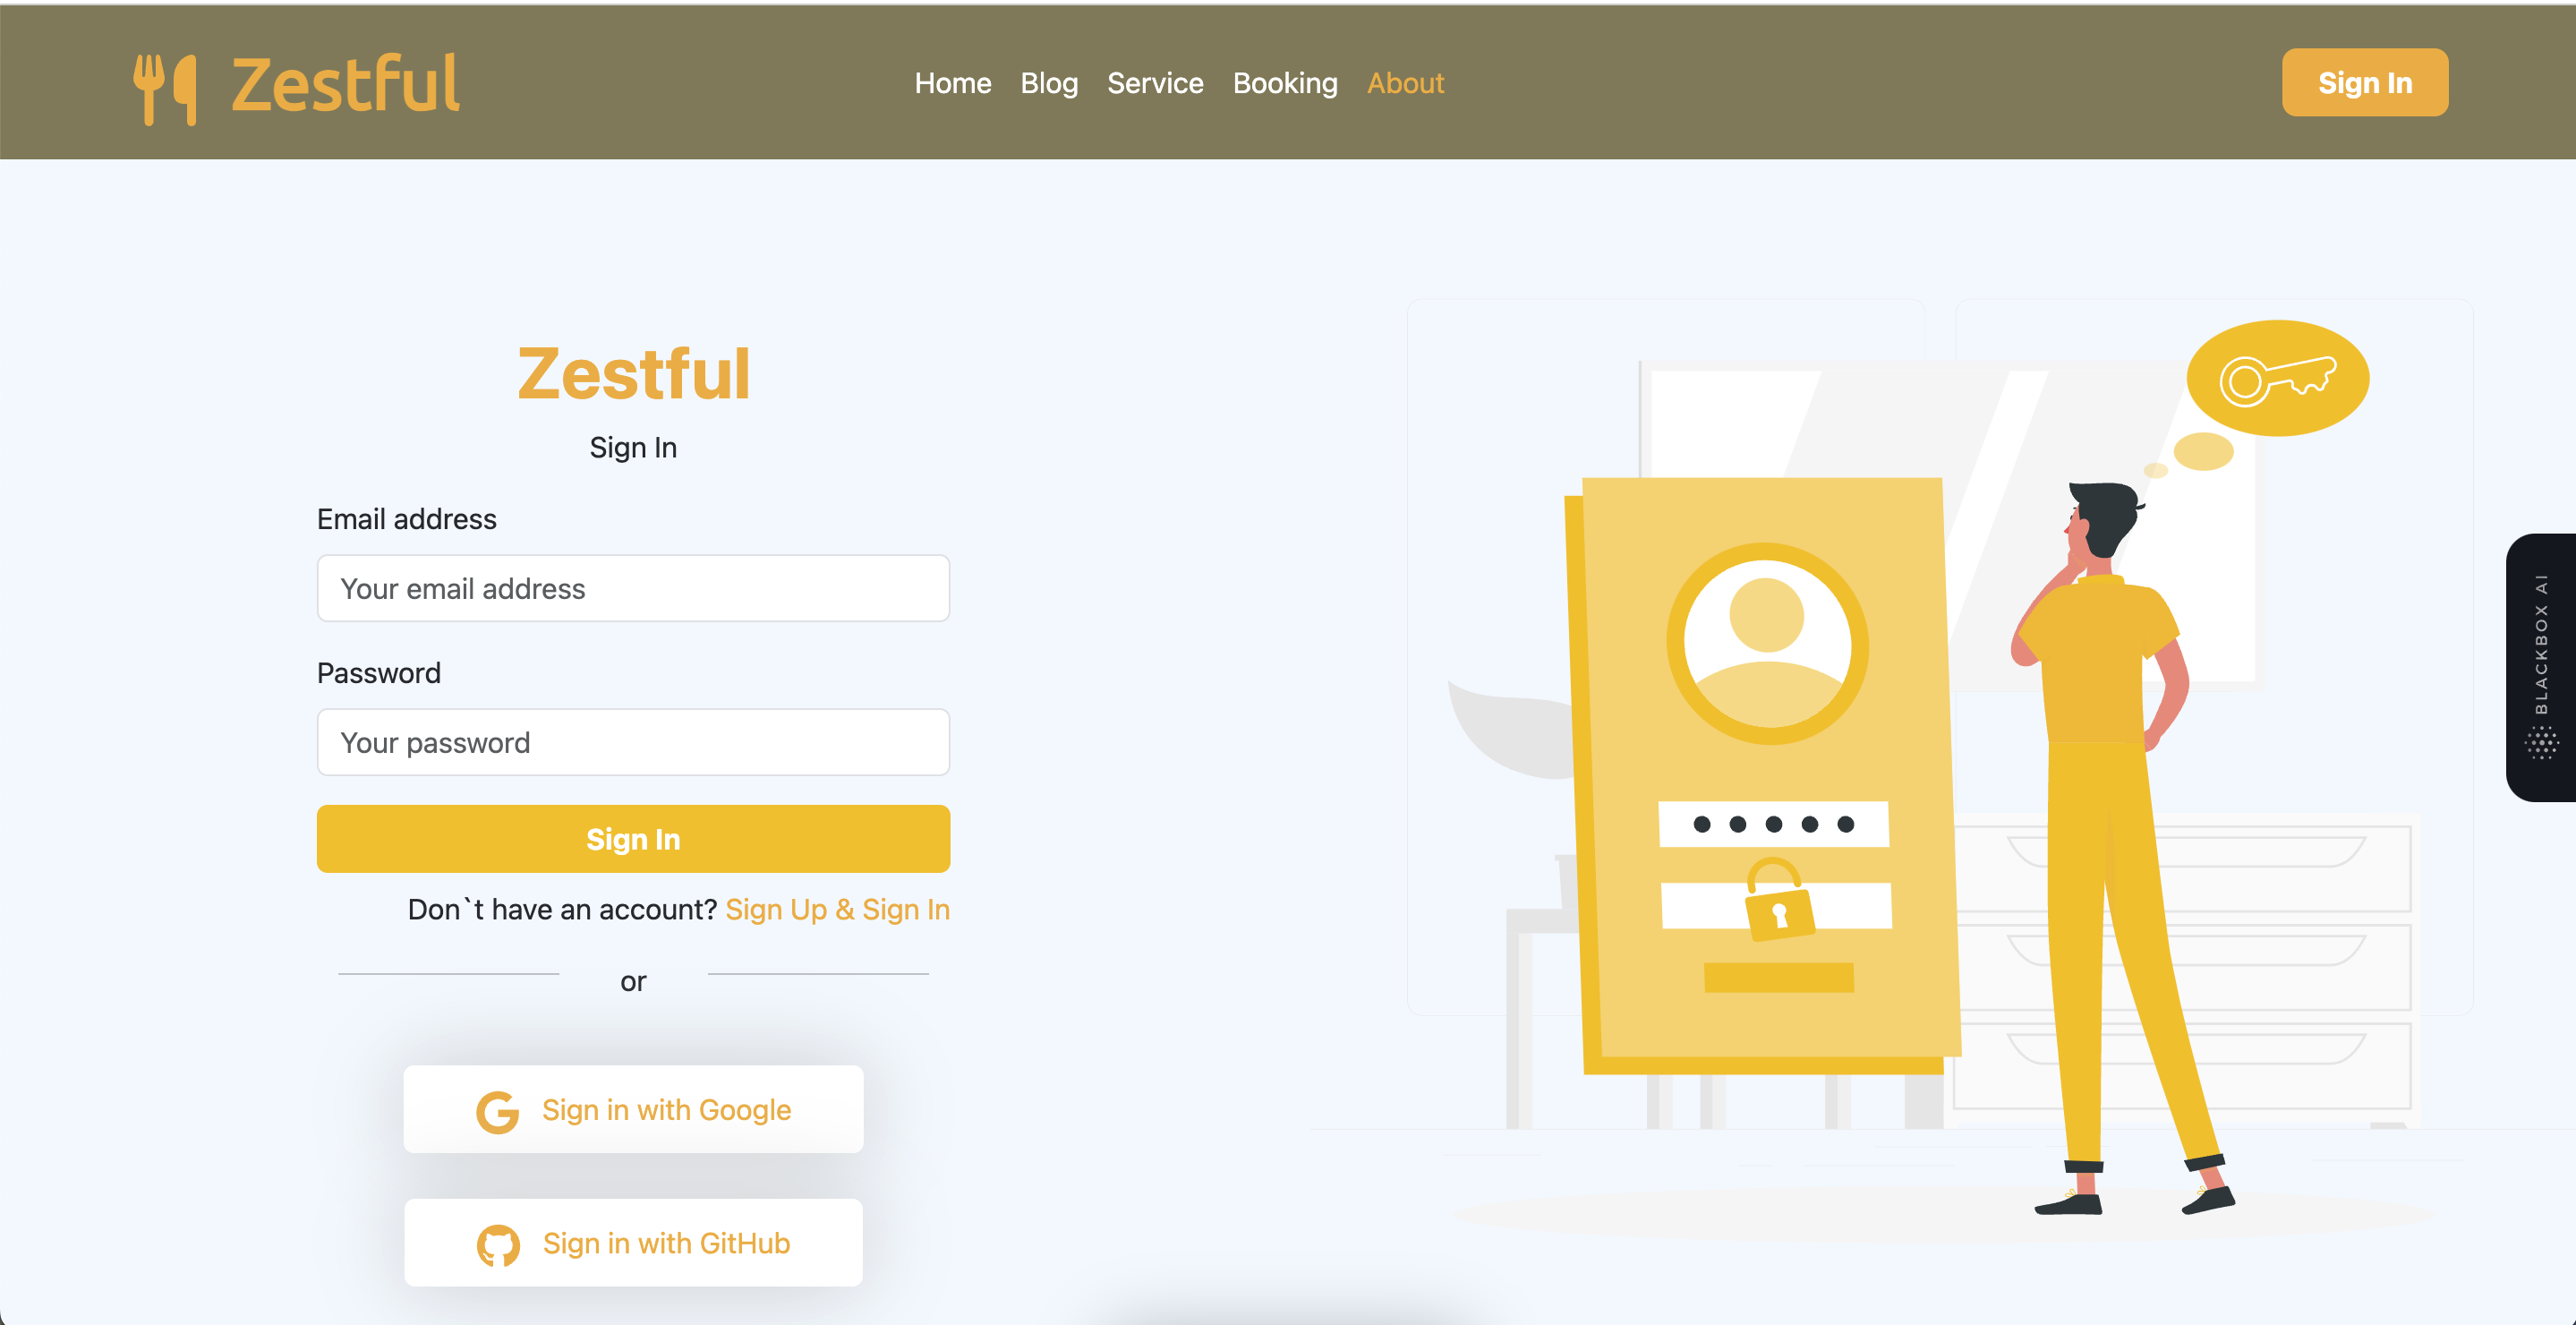 Zestful
Home Blog Service Booking About
Sign In
Zestful
Sign In
Email address
Your email address
Password
Your password
Sign In
Don`t have an account? Sign Up & Sign In
or
Sign in with Google
Sign in with GitHub
BLACKBOX AI